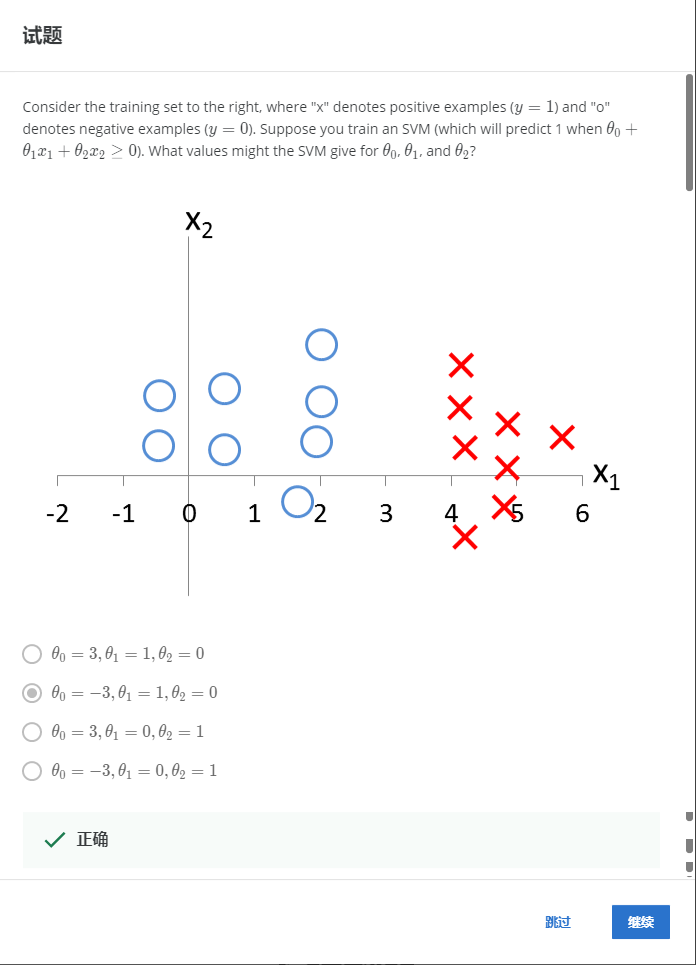 试题
Consider the training set to the right, where "x" denotes positive examples (y = 1) and "o"
denotes negative examples (y = 0). Suppose you train an SVM (which will predict 1 when θ₀ +
θ₁x₁ + θ₂x₂ ≥ 0). What values might the SVM give for θ₀, θ₁, and θ₂?
X₂
X₁
-2 -1 0 1 2 3 4 5 6
θ₀ = 3, θ₁ = 1, θ₂ = 0
θ₀ = −3, θ₁ = 1, θ₂ = 0
θ₀ = 3, θ₁ = 0, θ₂ = 1
θ₀ = −3, θ₁ = 0, θ₂ = 1
正确
跳过 继续